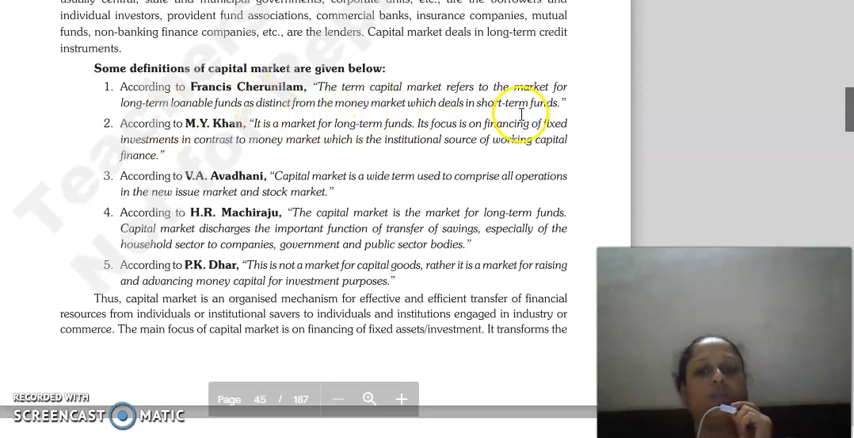 usually central, state and municipal governments, corporate units, etc., are the borrowers and
individual investors, provident fund associations, commercial banks, insurance companies, mutual
funds, non-banking finance companies, etc., are the lenders. Capital market deals in long-term credit
instruments.
Some definitions of capital market are given below:
1. According to Francis Cherunilam, “The term capital market refers to the market for
long-term loanable funds as distinct from the money market which deals in short-term funds.”
2. According to M.Y. Khan, “It is a market for long-term funds. Its focus is on financing of fixed
investments in contrast to money market which is the institutional source of working capital
finance.”
3. According to V.A. Avadhani, “Capital market is a wide term used to comprise all operations
in the new issue market and stock market.”
4. According to H.R. Machiraju, “The capital market is the market for long-term funds.
Capital market discharges the important function of transfer of savings, especially of the
household sector to companies, government and public sector bodies.”
5. According to P.K. Dhar, “This is not a market for capital goods, rather it is a market for raising
and advancing money capital for investment purposes.”
Thus, capital market is an organised mechanism for effective and efficient transfer of financial
resources from individuals or institutional savers to individuals and institutions engaged in industry or
commerce. The main focus of capital market is on financing of fixed assets/investment. It transforms the
Teachers
Not for Rep
Page 45 / 187
RECORDED WITH
SCREENCAST MATIC